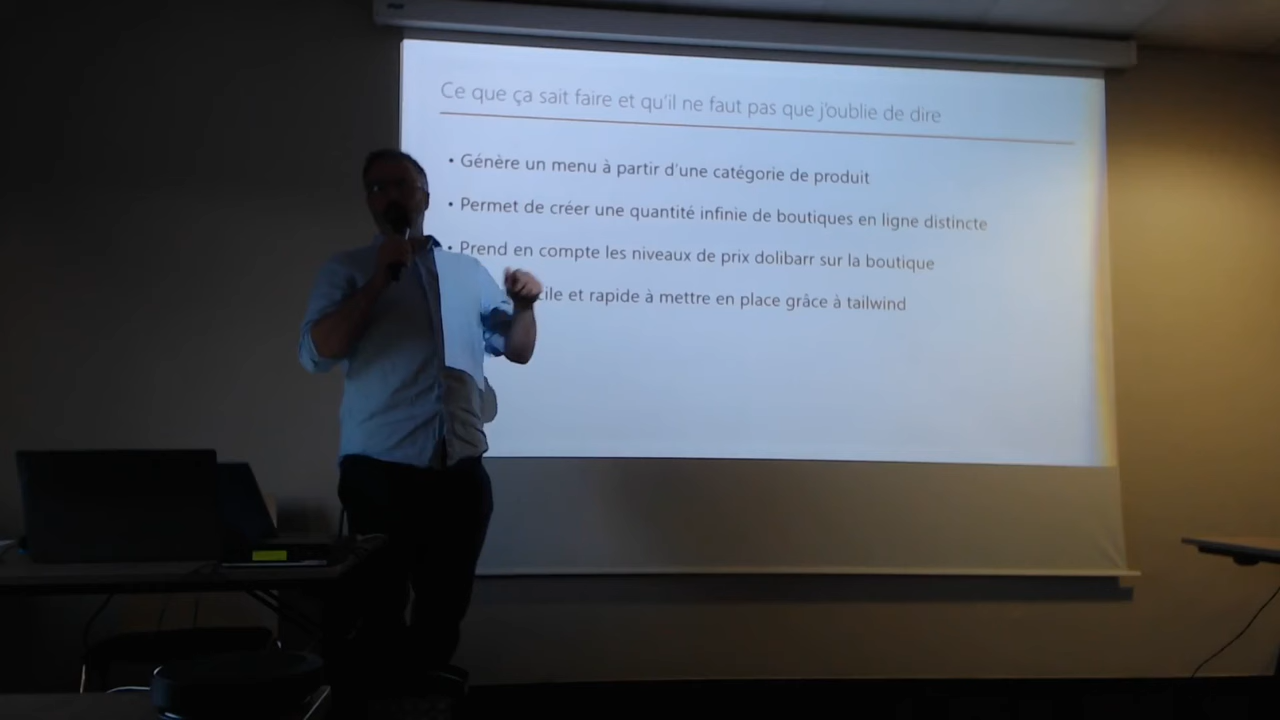 Ce que ça sait faire et qu'il ne faut pas que j'oublie de dire
• Génère un menu à partir d'une catégorie de produit
• Permet de créer une quantité infinie de boutiques en ligne distincte
• Prend en compte les niveaux de prix dolibarr sur la boutique
et rapide à mettre en place grâce à tailwind